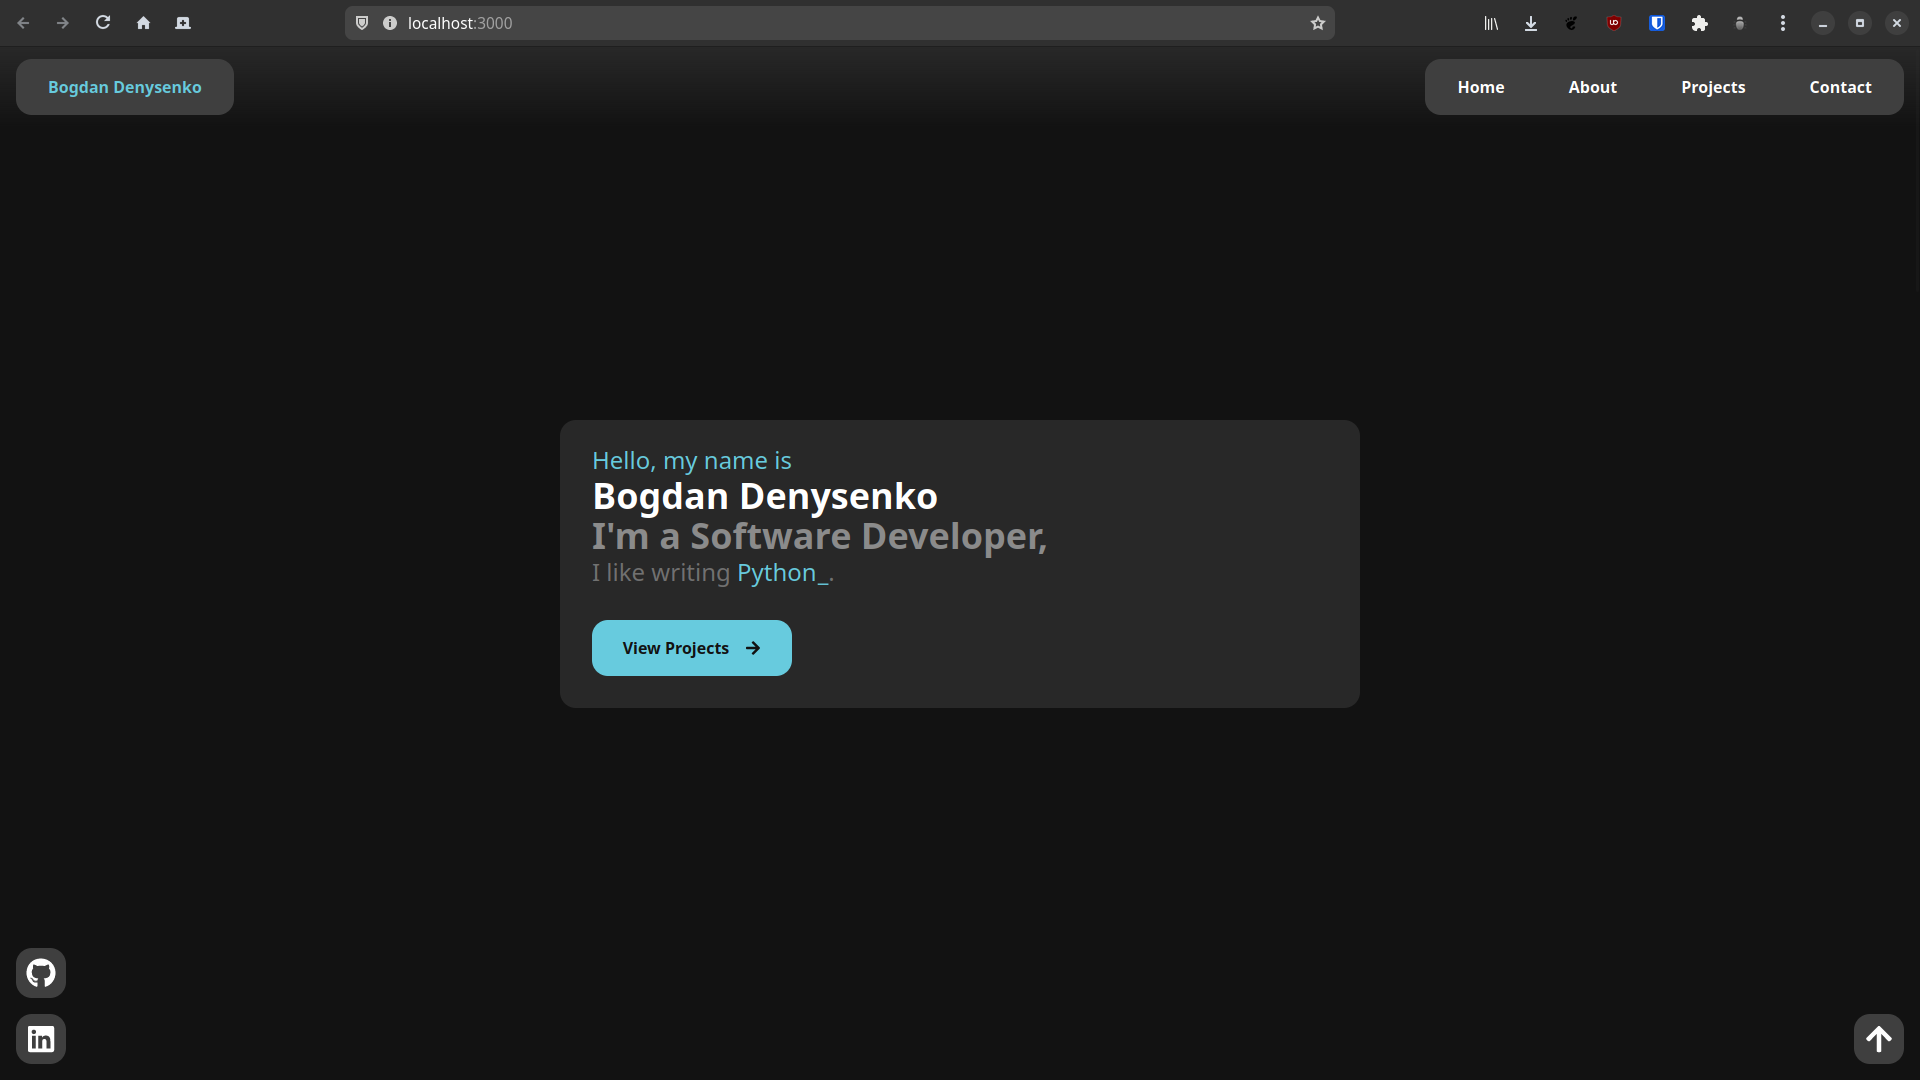 localhost:3000
Bogdan Denysenko
Home About Projects Contact
Hello, my name is
Bogdan Denysenko
I'm a Software Developer,
I like writing Python_.
View Projects
in